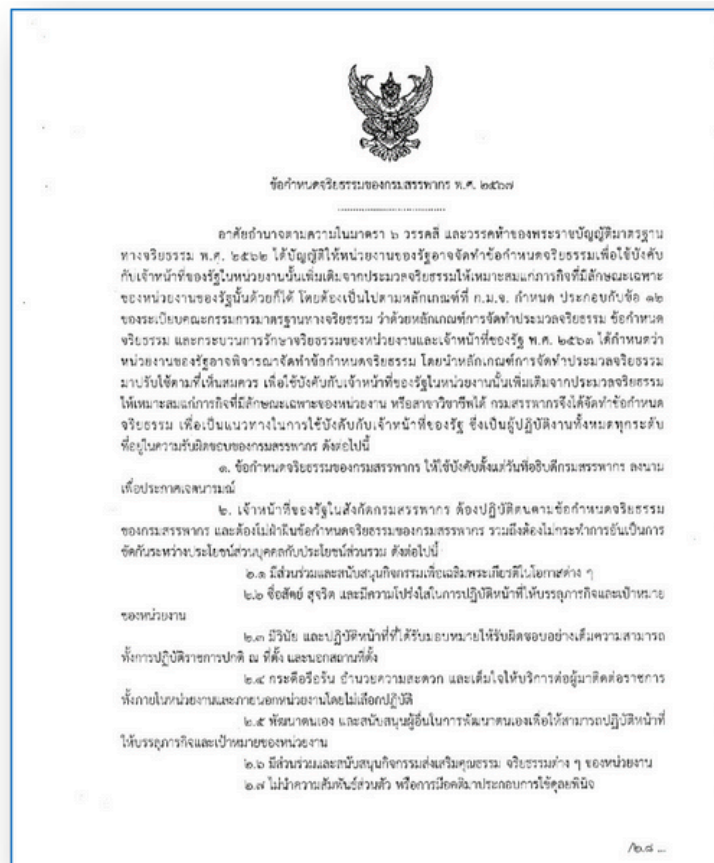 ข้อกำหนดจริยธรรมของกรมสรรพากร พ.ศ. ๒๕๖๗
อาศัยอำนาจตามความในมาตรา ๖ วรรคสี่ และวรรคห้าของพระราชบัญญัติมาตรฐาน
ทางจริยธรรม พ.ศ. ๒๕๖๒ ได้บัญญัติให้หน่วยงานของรัฐอาจจัดทำข้อกำหนดจริยธรรมเพื่อใช้บังคับ
กับเจ้าหน้าที่ของรัฐในหน่วยงานนั้นเพิ่มเติมจากประมวลจริยธรรมให้เหมาะสมแก่ภารกิจที่มีลักษณะเฉพาะ
ของหน่วยงานของรัฐนั้นด้วยก็ได้ โดยต้องเป็นไปตามหลักเกณฑ์ที่ ก.ม.จ. กำหนด ประกอบกับข้อ ๑๒
ของระเบียบคณะกรรมการมาตรฐานทางจริยธรรม ว่าด้วยหลักเกณฑ์การจัดทำประมวลจริยธรรม ข้อกำหนด
จริยธรรม และกระบวนการรักษาจริยธรรมของหน่วยงานและเจ้าหน้าที่ของรัฐ พ.ศ. ๒๕๖๓ ได้กำหนดว่า
หน่วยงานของรัฐอาจพิจารณาจัดทำข้อกำหนดจริยธรรม โดยนำหลักเกณฑ์การจัดทำประมวลจริยธรรม
มาปรับใช้ตามที่เห็นสมควร เพื่อใช้บังคับกับเจ้าหน้าที่ของรัฐในหน่วยงานนั้นเพิ่มเติมจากประมวลจริยธรรม
ให้เหมาะสมแก่ภารกิจที่มีลักษณะเฉพาะของหน่วยงาน หรือสาขาวิชาชีพได้ กรมสรรพากรจึงได้จัดทำข้อกำหนด
จริยธรรม เพื่อเป็นแนวทางในการใช้บังคับกับเจ้าหน้าที่ของรัฐ ซึ่งเป็นผู้ปฏิบัติงานทั้งหมดทุกระดับ
ที่อยู่ในความรับผิดชอบของกรมสรรพากร ดังต่อไปนี้
๑. ข้อกำหนดจริยธรรมของกรมสรรพากร ให้ใช้บังคับตั้งแต่วันที่อธิบดีกรมสรรพากร ลงนาม
เพื่อประกาศเจตนารมณ์
๒. เจ้าหน้าที่ของรัฐในสังกัดกรมสรรพากร ต้องปฏิบัติตนตามข้อกำหนดจริยธรรม
ของกรมสรรพากร และต้องไม่ฝ่าฝืนข้อกำหนดจริยธรรมของกรมสรรพากร รวมถึงต้องไม่กระทำการอันเป็นการ
ขัดกันระหว่างประโยชน์ส่วนบุคคลกับประโยชน์ส่วนรวม ดังต่อไปนี้
๒.๑ มีส่วนร่วมและสนับสนุนกิจกรรมเพื่อเฉลิมพระเกียรติในโอกาสต่าง ๆ
๒.๒ ซื่อสัตย์ สุจริต และมีความโปร่งใสในการปฏิบัติหน้าที่ให้บรรลุภารกิจและเป้าหมาย
ของหน่วยงาน
๒.๓ มีวินัย และปฏิบัติหน้าที่ที่ได้รับมอบหมายให้รับผิดชอบอย่างเต็มความสามารถ
ทั้งการปฏิบัติราชการปกติ ณ ที่ตั้ง และนอกสถานที่ตั้ง
๒.๔ กระตือรือร้น อำนวยความสะดวก และเต็มใจให้บริการต่อผู้มาติดต่อราชการ
ทั้งภายในหน่วยงานและภายนอกหน่วยงานโดยไม่เลือกปฏิบัติ
๒.๕ พัฒนาตนเอง และสนับสนุนผู้อื่นในการพัฒนาตนเองเพื่อให้สามารถปฏิบัติหน้าที่
ให้บรรลุภารกิจและเป้าหมายของหน่วยงาน
๒.๖ มีส่วนร่วมและสนับสนุนกิจกรรมส่งเสริมคุณธรรม จริยธรรมต่าง ๆ ของหน่วยงาน
๒.๗ ไม่นำความสัมพันธ์ส่วนตัว หรือการมีอคติมาประกอบการใช้ดุลยพินิจ
/๒.๘ ...